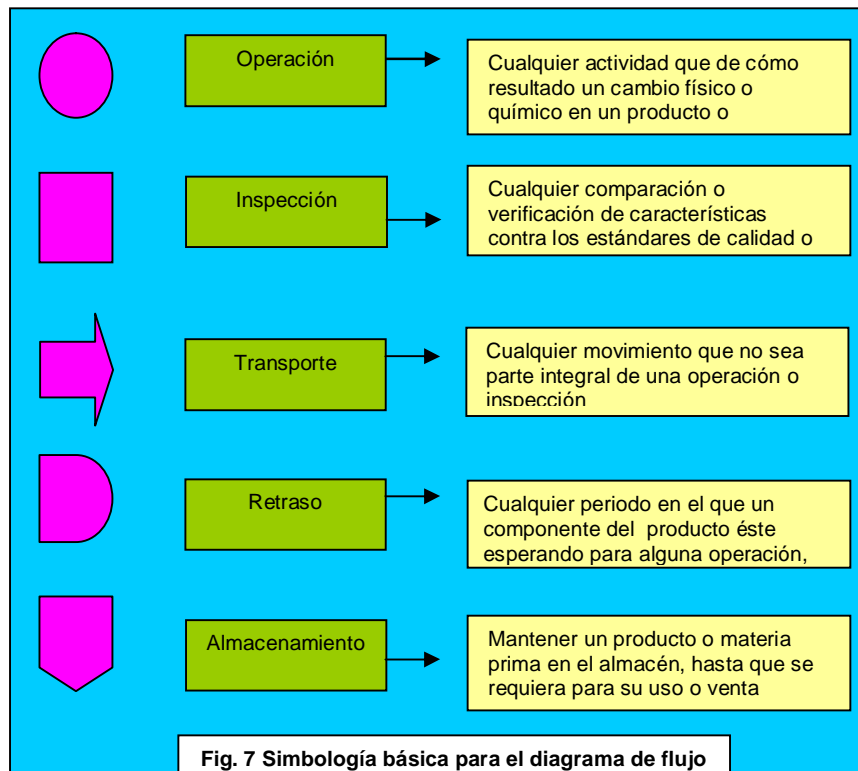 Operación
Cualquier actividad que de cómo
resultado un cambio físico o
químico en un producto o
Inspección
Cualquier comparación o
verificación de características
contra los estándares de calidad o
Transporte
Cualquier movimiento que no sea
parte integral de una operación o
inspección
Retraso
Cualquier periodo en el que un
componente del producto éste
esperando para alguna operación,
Almacenamiento
Mantener un producto o materia
prima en el almacén, hasta que se
requiera para su uso o venta
Fig. 7 Simbología básica para el diagrama de flujo